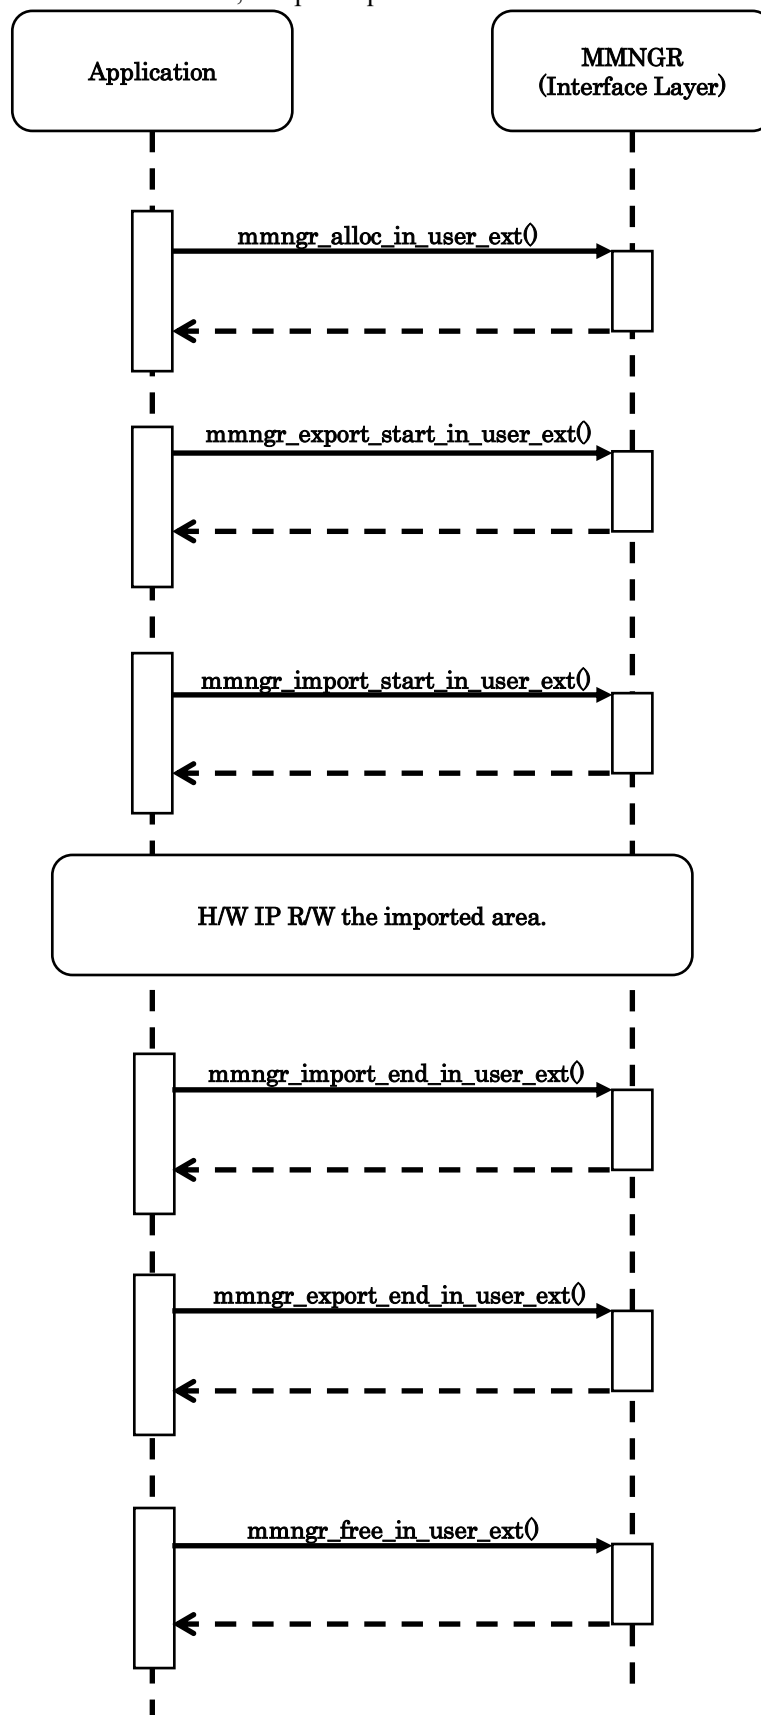 Application
MMNGR
(Interface Layer)
mmngr_alloc_in_user_ext()
mmngr_export_start_in_user_ext()
mmngr_import_start_in_user_ext()
H/W IP R/W the imported area.
mmngr_import_end_in_user_ext()
mmngr_export_end_in_user_ext()
mmngr_free_in_user_ext()